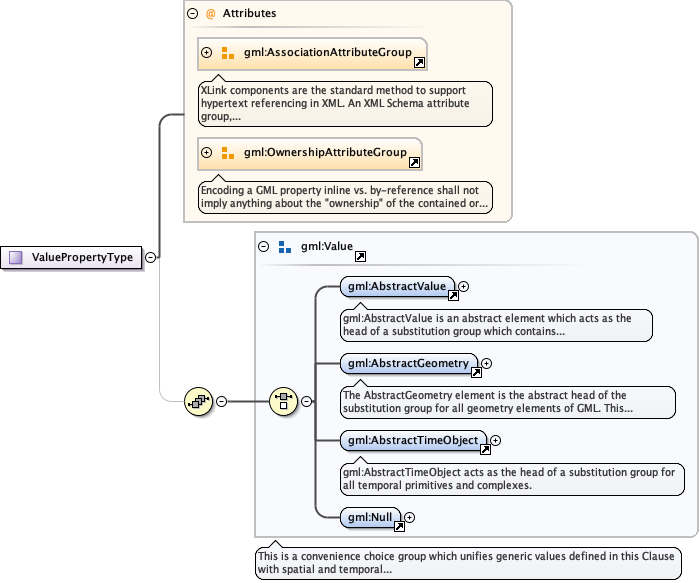 @ Attributes
gml:AssociationAttributeGroup
XLink components are the standard method to support
hypertext referencing in XML. An XML Schema attribute
group,...
gml:OwnershipAttributeGroup
Encoding a GML property inline vs. by-reference shall not
imply anything about the "ownership" of the contained or...
ValuePropertyType
gml:Value
gml:AbstractValue
gml:AbstractValue is an abstract element which acts as the
head of a substitution group which contains...
gml:AbstractGeometry
The AbstractGeometry element is the abstract head of the
substitution group for all geometry elements of GML. This...
gml:AbstractTimeObject
gml:AbstractTimeObject acts as the head of a substitution group for
all temporal primitives and complexes.
gml:Null
This is a convenience choice group which unifies generic values defined in this Clause
with spatial and temporal...